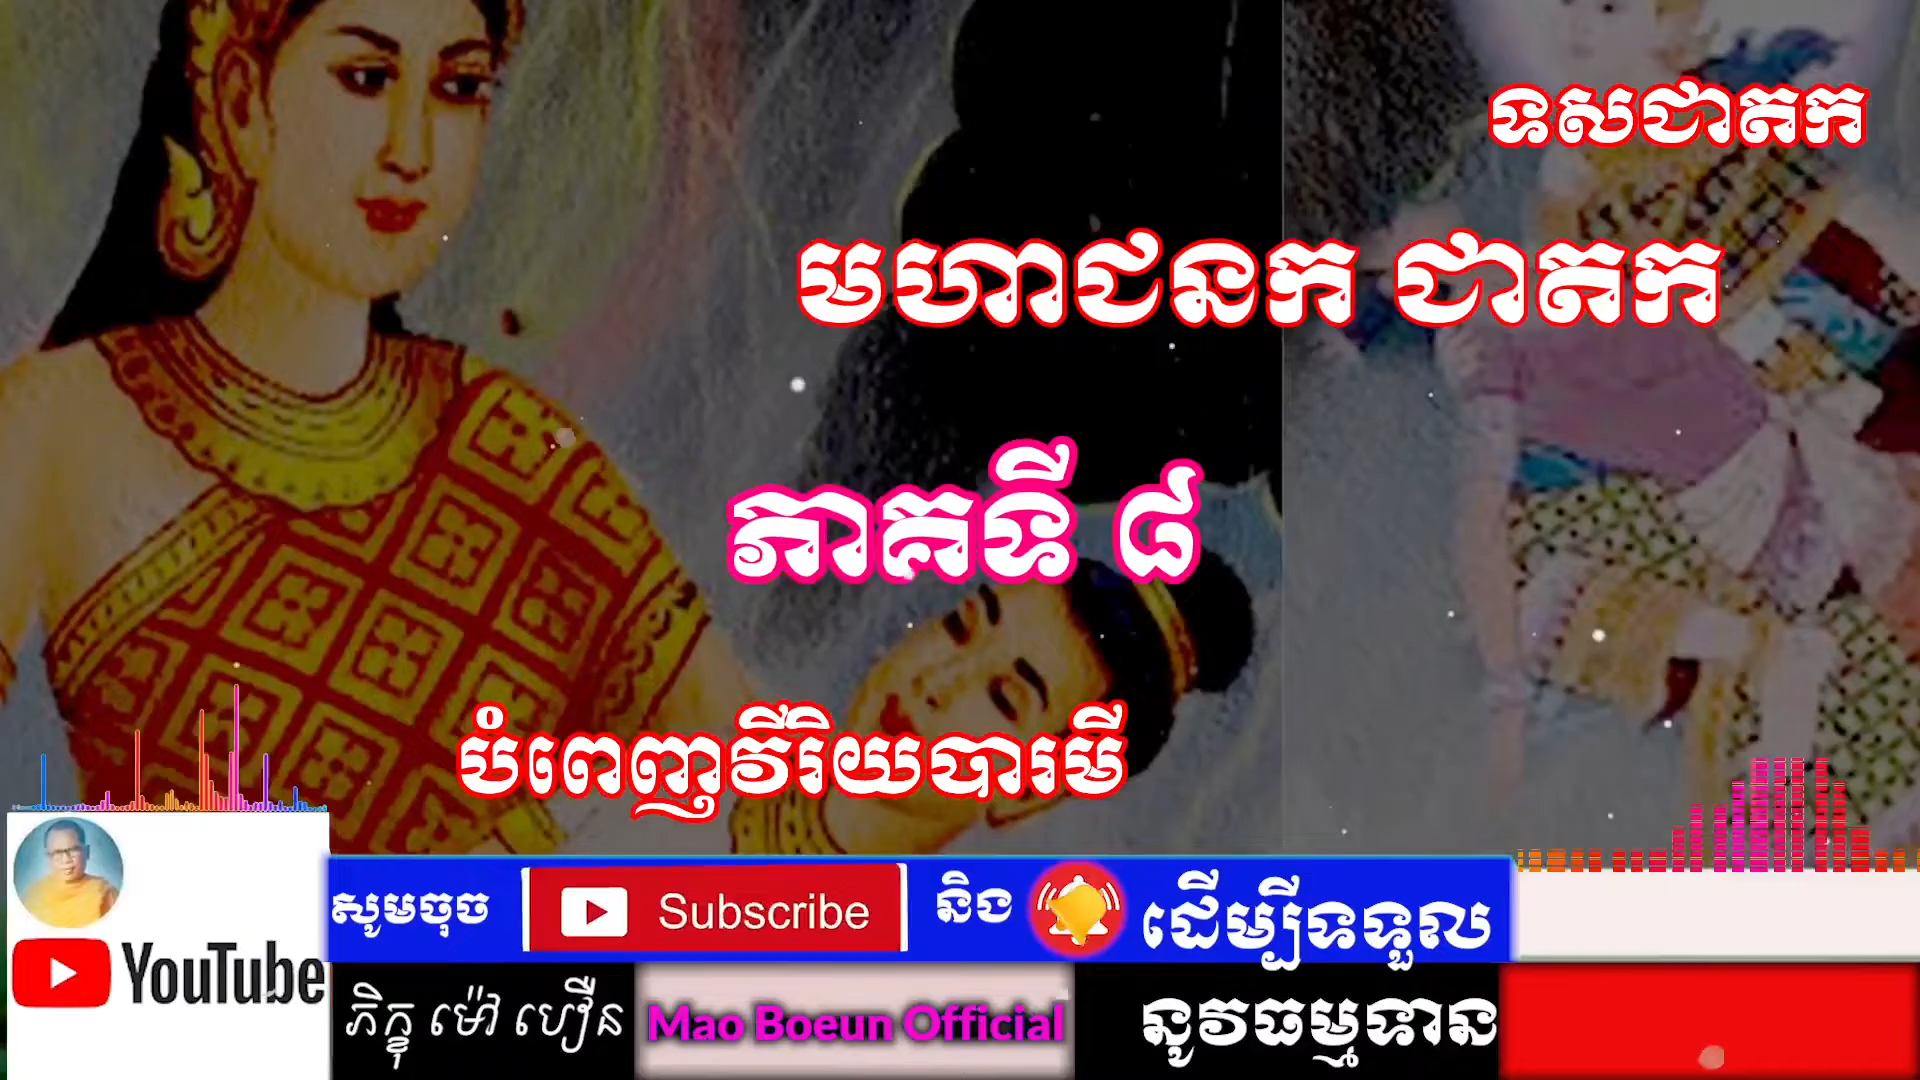 ទសជាតក
មហាជនក ជាតក
ភាគទី ៨
បំពេញវីរិយបារមី
សូមចុច Subscribe និង ដើម្បីទទួល
YouTube ភិក្ខុ ម៉ៅ បឿន Mao Boeun Official នូវធម្មទាន